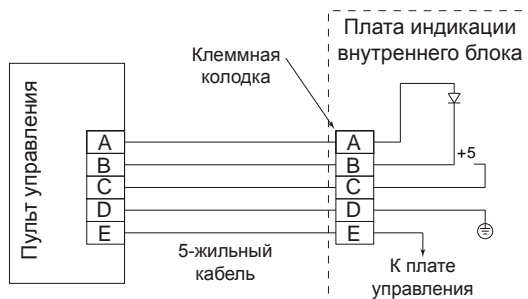 Плата индикации
внутреннего блока
Клеммная
колодка
Пульт управления
A A
B B
+5
C C
D D
E E
5-жильный
кабель
К плате
управления